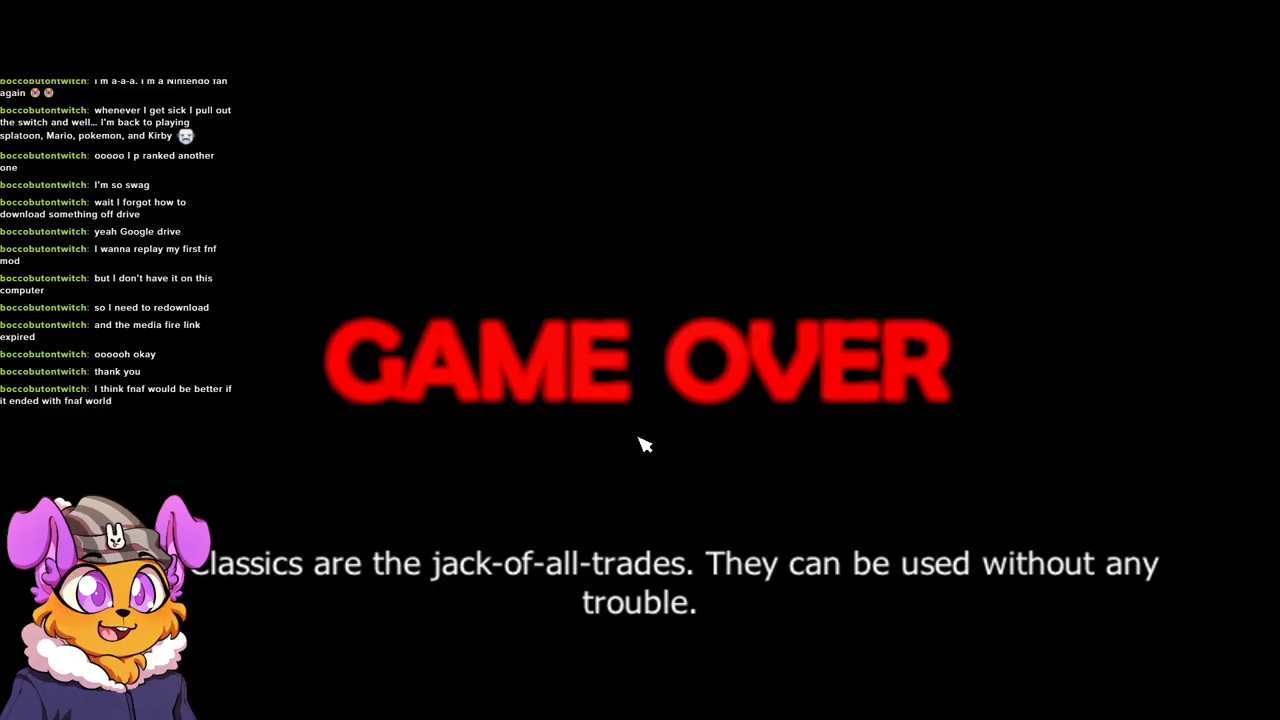 boccobutontwitch: I'm a-a-a. I'm a Nintendo fan
again
boccobutontwitch: whenever I get sick I pull out
the switch and well... I'm back to playing
splatoon, Mario, pokemon, and Kirby
boccobutontwitch: ooooo I p ranked another
one
boccobutontwitch: I'm so swag
boccobutontwitch: wait I forgot how to
download something off drive
boccobutontwitch: yeah Google drive
boccobutontwitch: I wanna replay my first fnf
mod
boccobutontwitch: but I don't have it on this
computer
boccobutontwitch: so I need to redownload
boccobutontwitch: and the media fire link
expired
boccobutontwitch: oooooh okay
boccobutontwitch: thank you
boccobutontwitch: I think fnaf would be better if
it ended with fnaf world
GAME OVER
Classics are the jack-of-all-trades. They can be used without any
trouble.